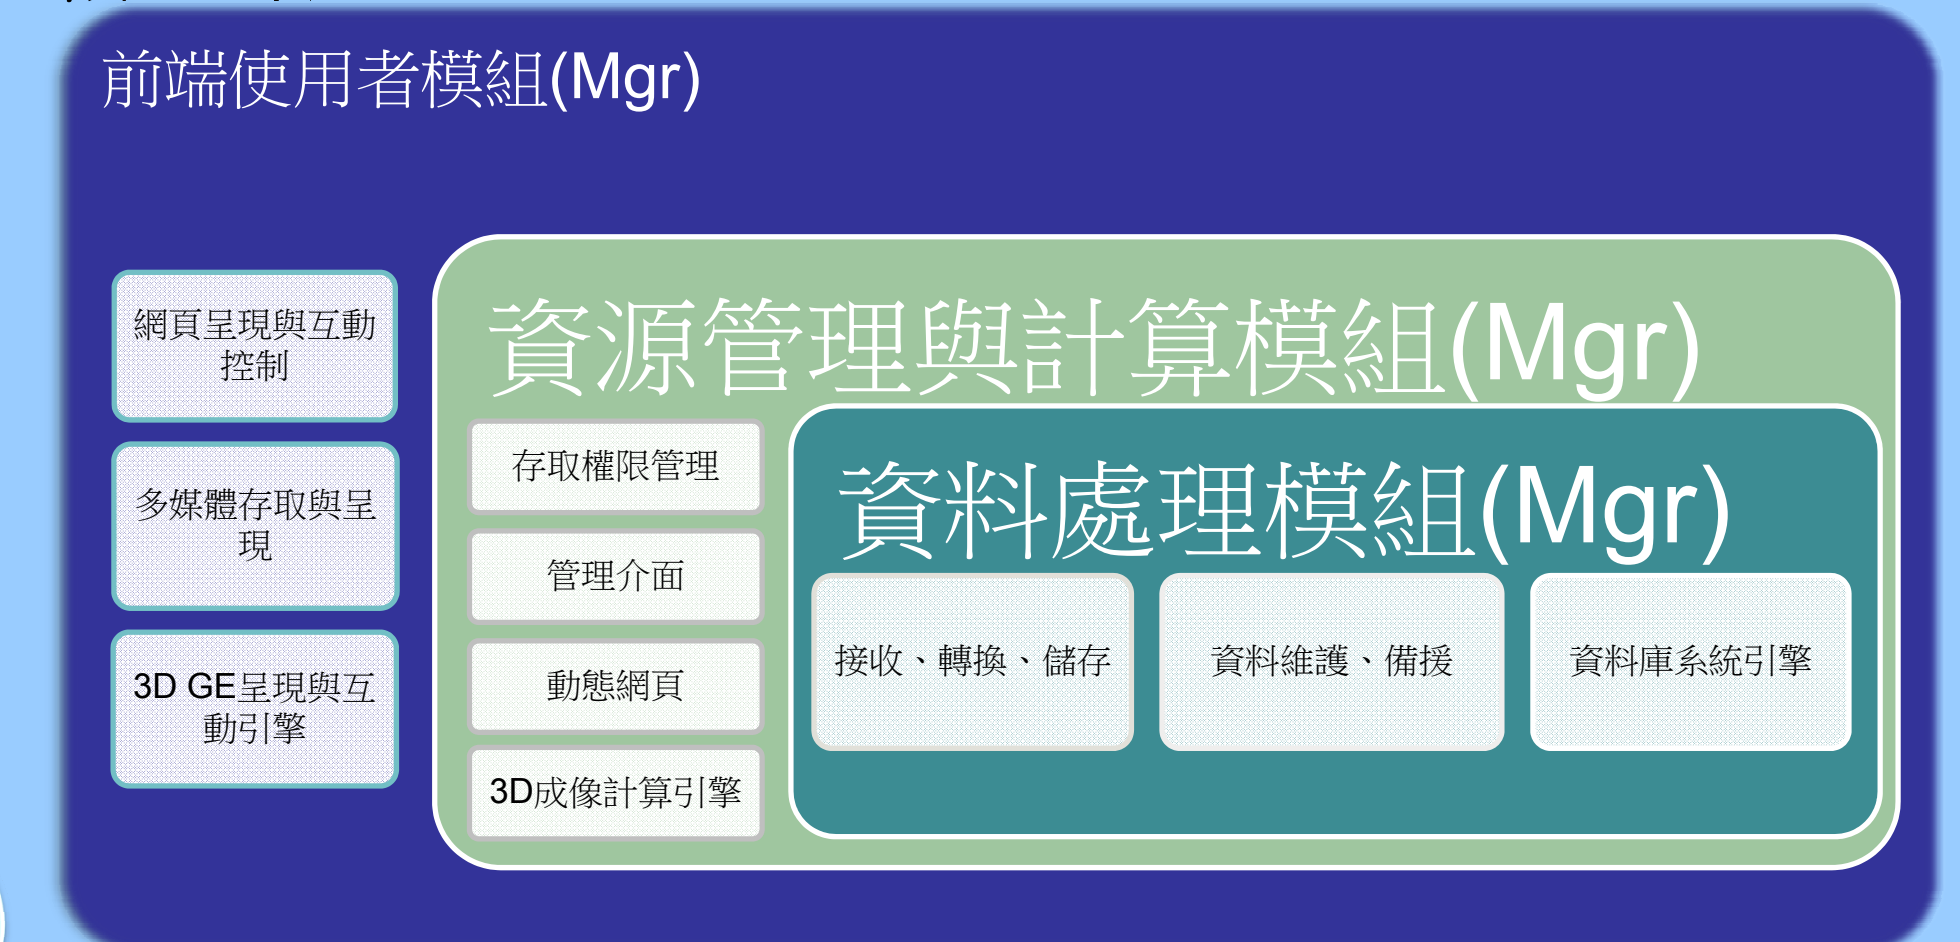 前端使用者模組(Mgr)
網頁呈現與互動
控制
多媒體存取與呈
現
3D GE呈現與互
動引擎
資源管理與計算模組(Mgr)
存取權限管理
管理介面
動態網頁
3D成像計算引擎
資料處理模組(Mgr)
接收、轉換、儲存
資料維護、備援
資料庫系統引擎